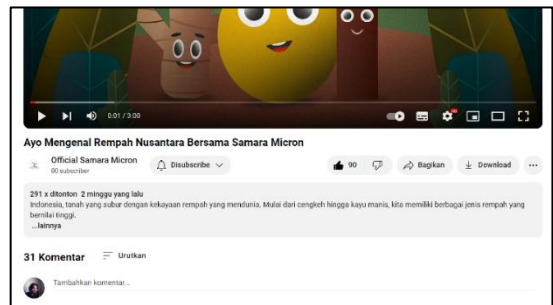 0:01 / 3:00
Ayo Mengenal Rempah Nusantara Bersama Samara Micron
Official Samara Micron
60 subscriber
Disubscribe
90
Bagikan
Download
291 x ditonton 2 minggu yang lalu
Indonesia, tanah yang subur dengan kekayaan rempah yang mendunia. Mulai dari cengkeh hingga kayu manis, kita memiliki berbagai jenis rempah yang
bernilai tinggi.
...lainnya
31 Komentar
Urutkan
Tambahkan komentar...